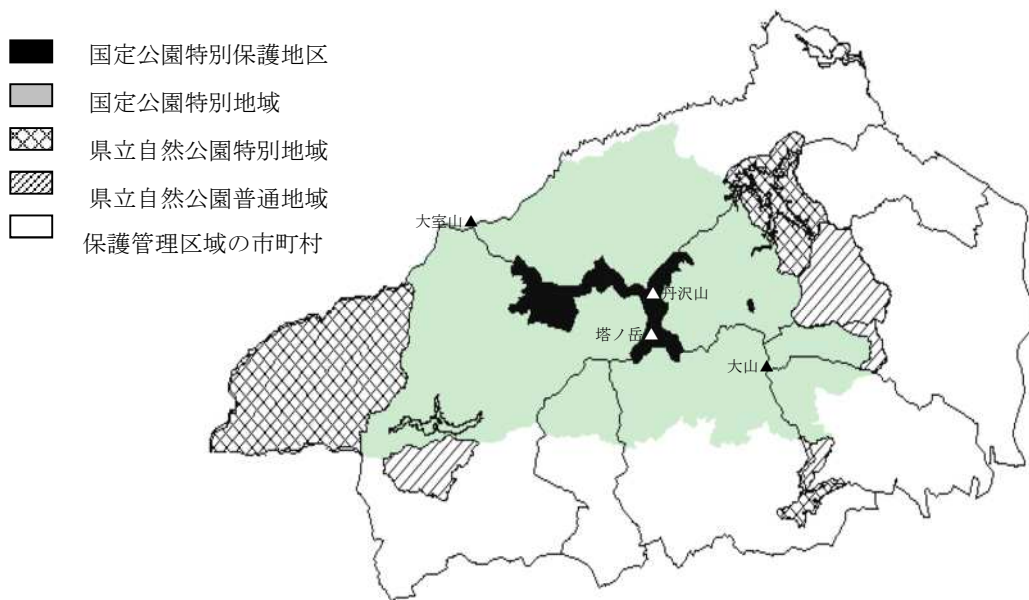 国定公園特別保護地区
国定公園特別地域
県立自然公園特別地域
県立自然公園普通地域
保護管理区域の市町村
大室山
丹沢山
塔ノ岳
大山